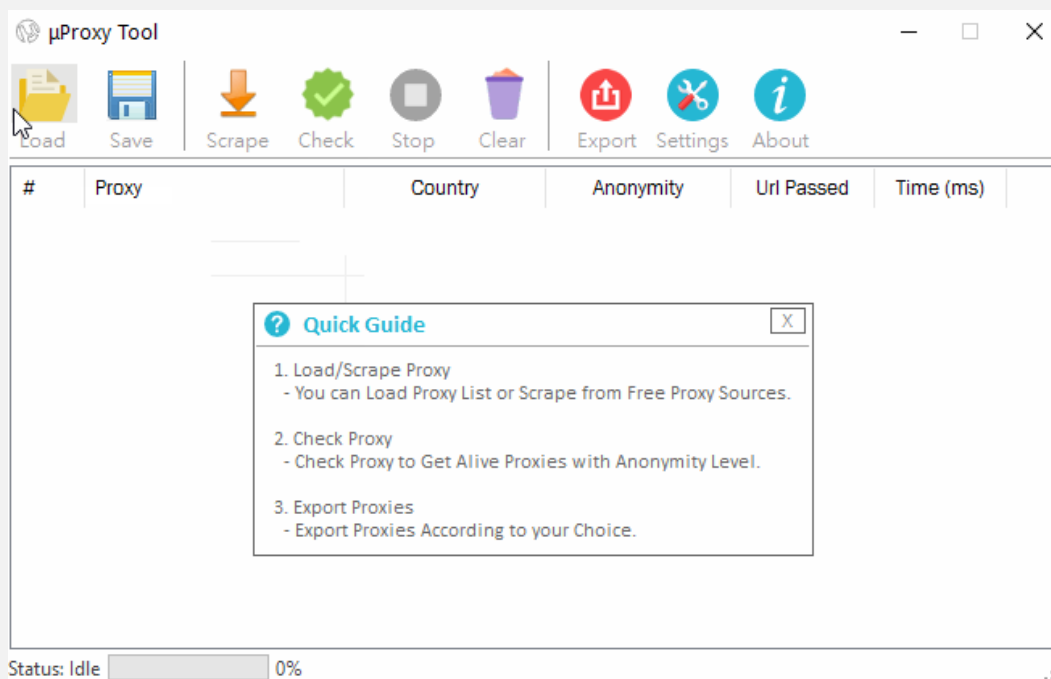 µProxy Tool
Load Save Scrape Check Stop Clear Export Settings About
# Proxy Country Anonymity Url Passed Time (ms)
Quick Guide X
1. Load/Scrape Proxy
- You can Load Proxy List or Scrape from Free Proxy Sources.
2. Check Proxy
- Check Proxy to Get Alive Proxies with Anonymity Level.
3. Export Proxies
- Export Proxies According to your Choice.
Status: Idle 0%